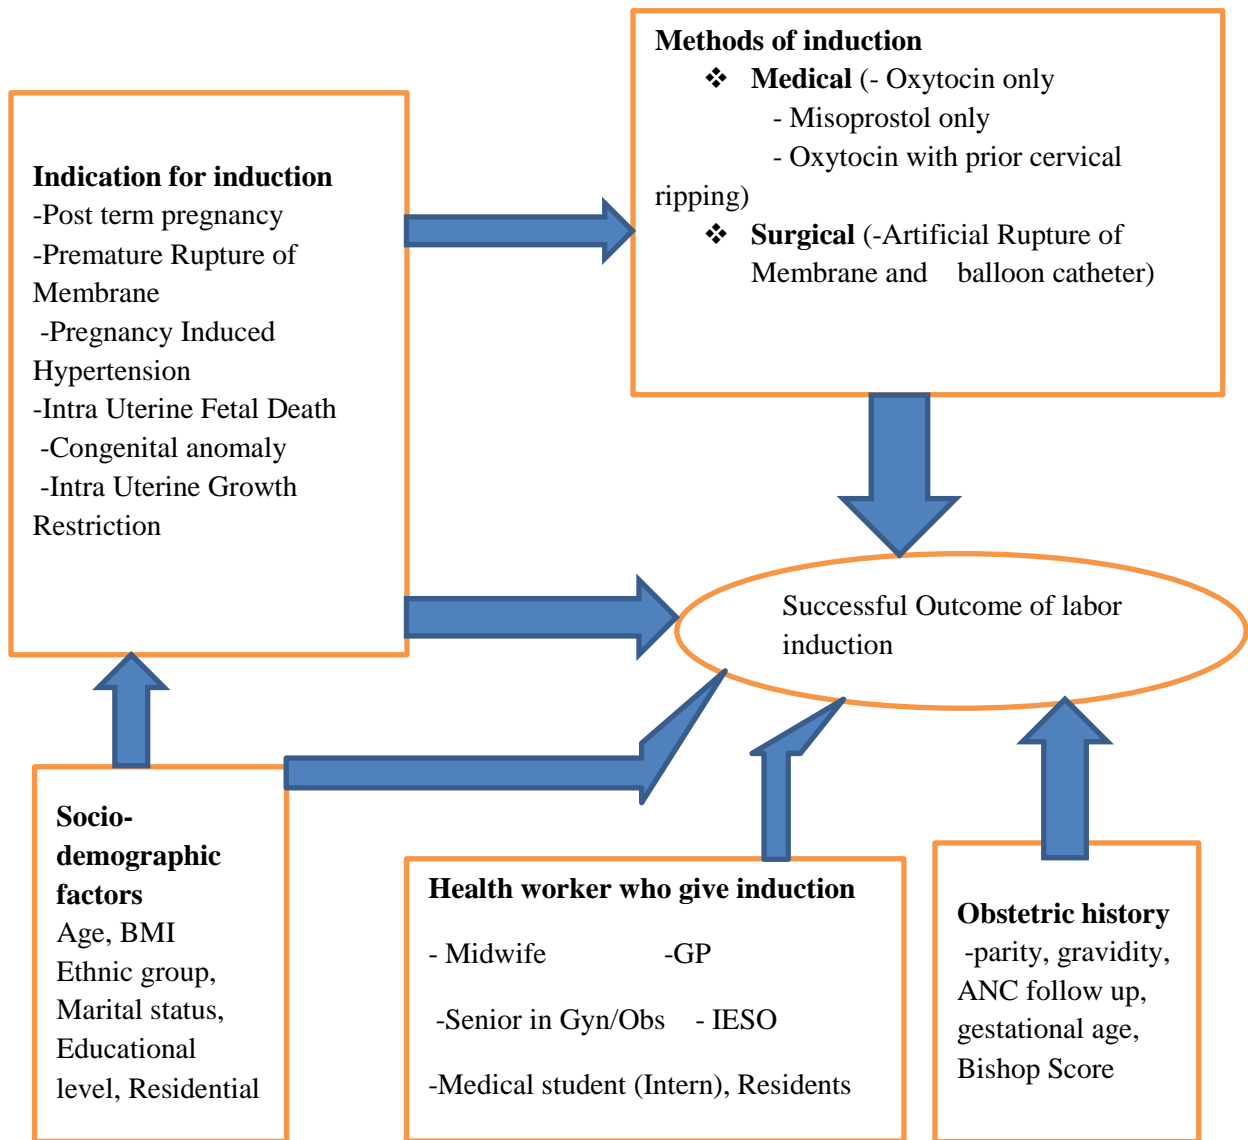 Methods of induction
❖ Medical (- Oxytocin only
- Misoprostol only
- Oxytocin with prior cervical
ripping)
❖ Surgical (-Artificial Rupture of
Membrane and balloon catheter)
Indication for induction
-Post term pregnancy
-Premature Rupture of
Membrane
-Pregnancy Induced
Hypertension
-Intra Uterine Fetal Death
-Congenital anomaly
-Intra Uterine Growth
Restriction
Successful Outcome of labor
induction
Socio-
demographic
factors
Age, BMI
Ethnic group,
Marital status,
Educational
level, Residential
Health worker who give induction
- Midwife -GP
-Senior in Gyn/Obs - IESO
-Medical student (Intern), Residents
Obstetric history
-parity, gravidity,
ANC follow up,
gestational age,
Bishop Score